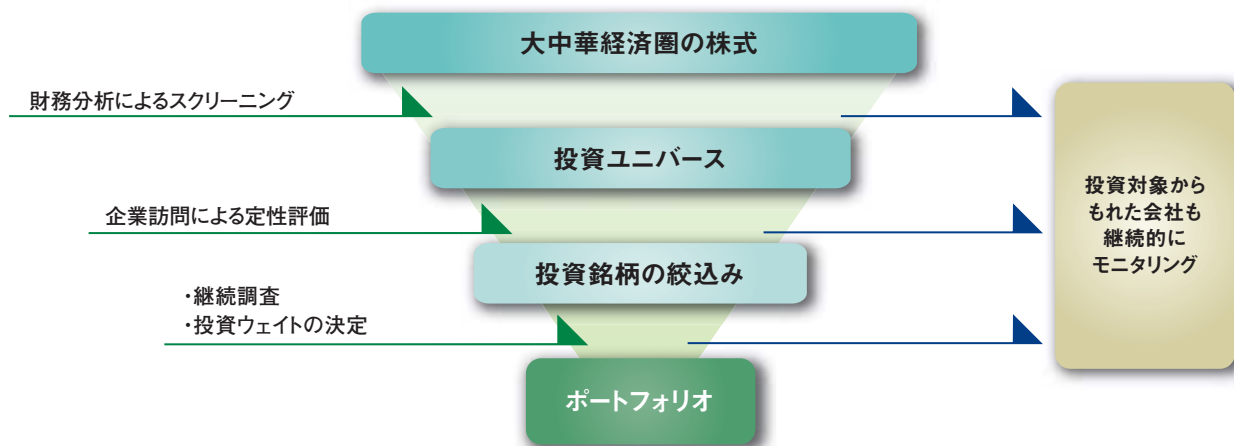 大中華経済圏の株式
財務分析によるスクリーニング
投資ユニバース
企業訪問による定性評価
投資銘柄の絞込み
・継続調査
・投資ウェイトの決定
ポートフォリオ
投資対象から
もれた会社も
継続的に
モニタリング